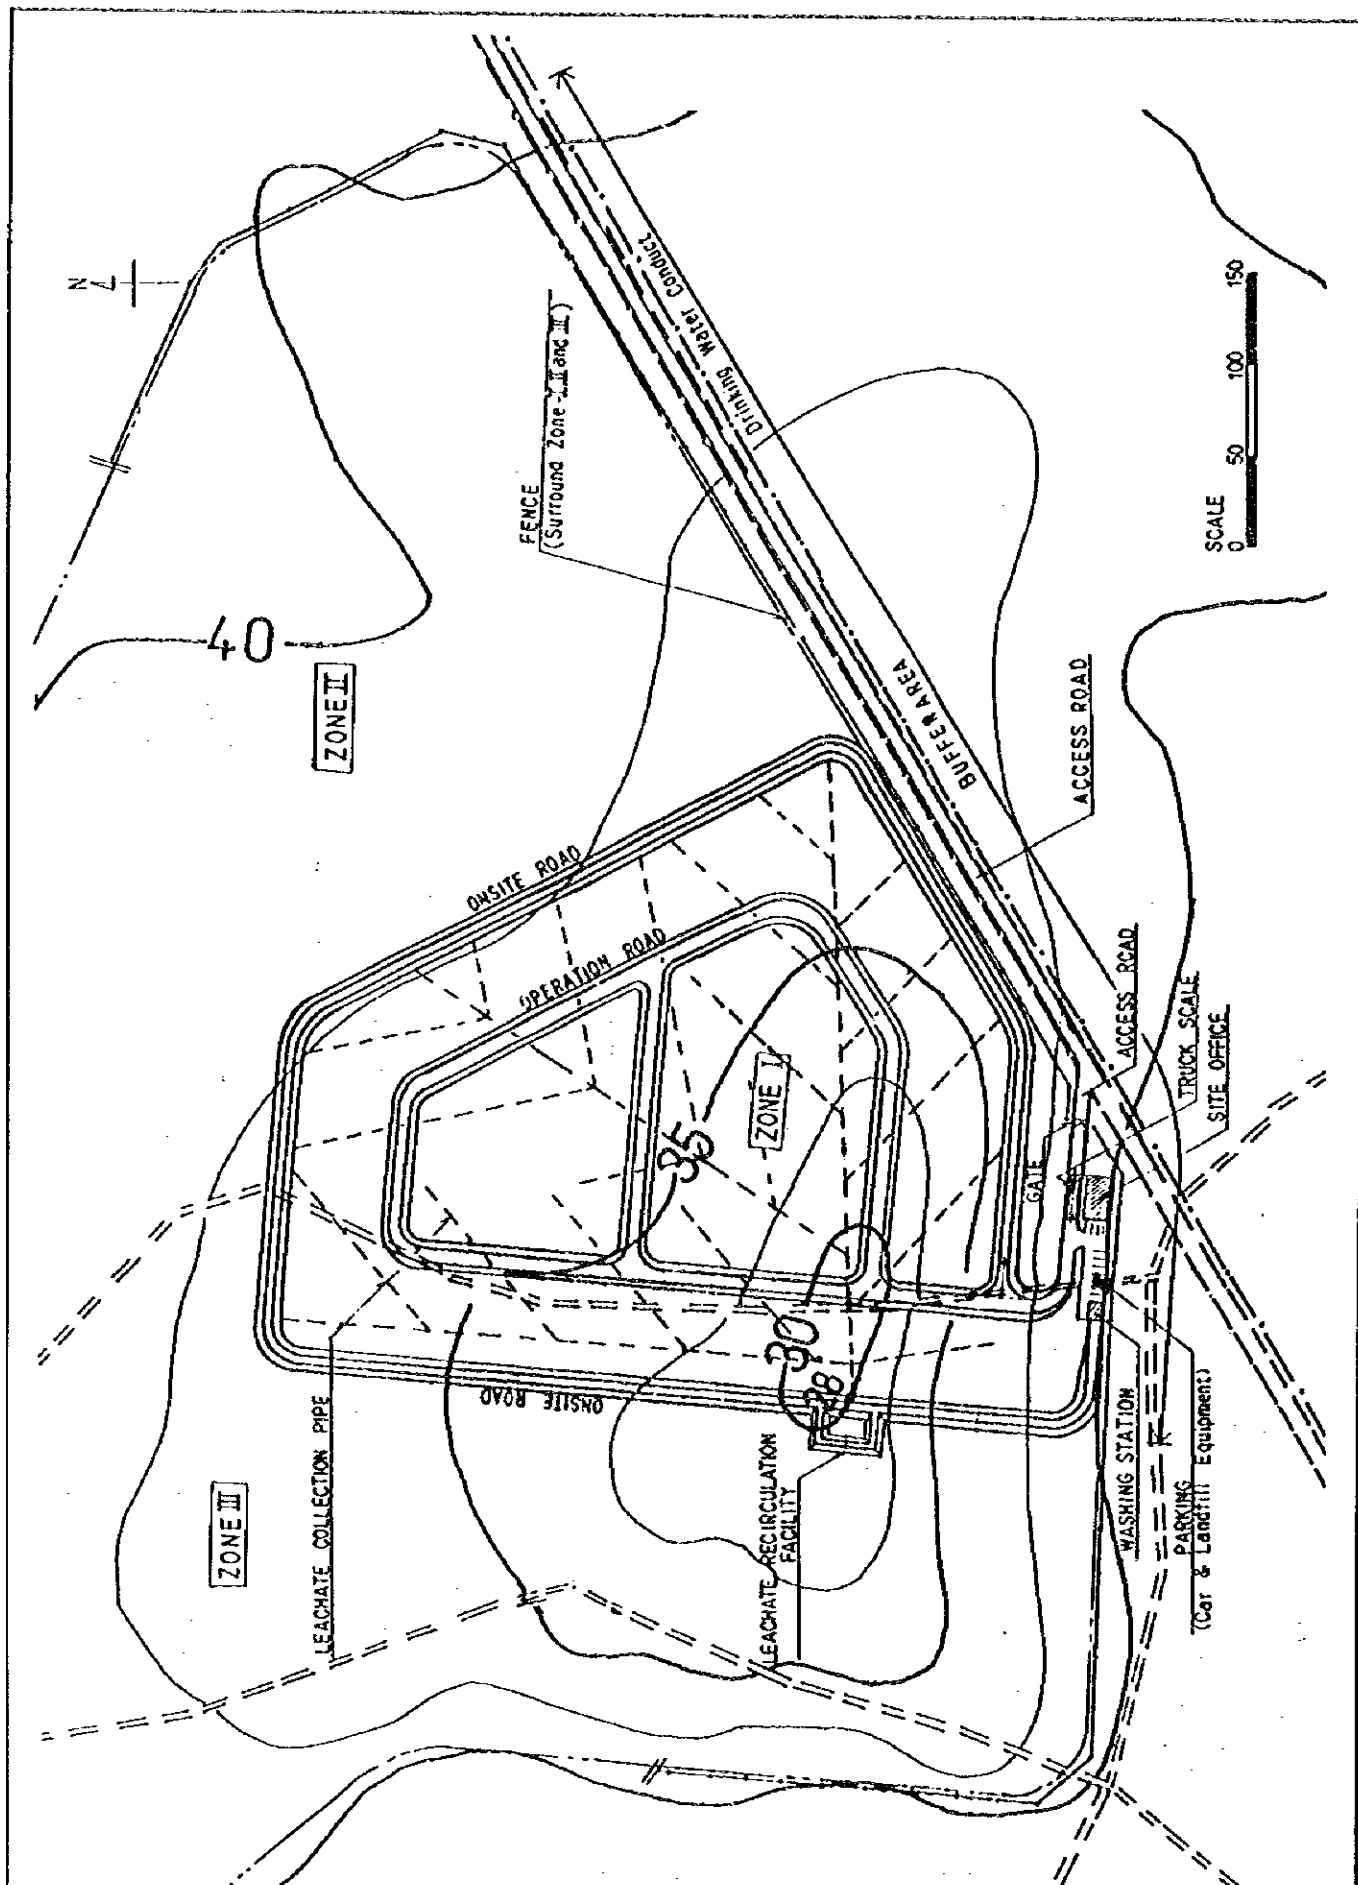 N
FENCE
(Surround Zone-I,II and III)
Drinking Water Conduct
40
ZONE II
SCALE
0 50 100 150
BUFFER AREA
ACCESS ROAD
ONSITE ROAD
OPERATION ROAD
35
ZONE I
GATE
ACCESS ROAD
TRUCK SCALE
SITE OFFICE
30
28
ONSITE ROAD
ZONE III
LEACHATE COLLECTION PIPE
LEACHATE RECIRCULATION
FACILITY
WASHING STATION
PARKING
(Car & Landfill Equipment)